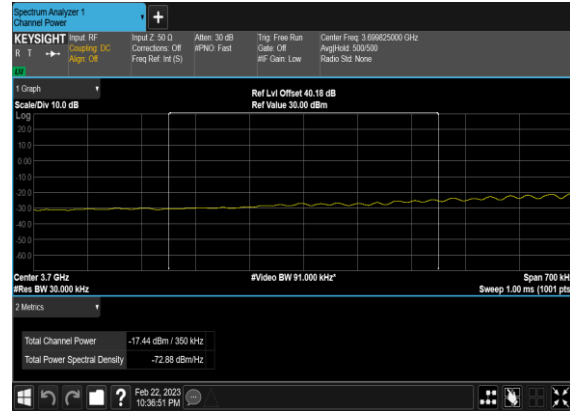 Spectrum Analyzer 1
Channel Power
+
KEYSIGHT
R T
Input: RF
Coupling: DC
Align: Off
Input Z: 50 Ω
Corrections: Off
Freq Ref: Int (S)
Atten: 30 dB
#PNO: Fast
Trig: Free Run
Gate: Off
#IF Gain: Low
Center Freq: 3.699825000 GHz
Avg|Hold: 500/500
Radio Std: None
1 Graph
Scale/Div 10.0 dB
Ref Lvl Offset 40.18 dB
Ref Value 30.00 dBm
Log
20.0
10.0
0.00
-10.0
-20.0
-30.0
-40.0
-50.0
-60.0
Center 3.7 GHz
#Res BW 30.000 kHz
#Video BW 91.000 kHz*
Span 700 kH
Sweep 1.00 ms (1001 pts
2 Metrics
Total Channel Power -17.44 dBm / 350 kHz
Total Power Spectral Density -72.88 dBm/Hz
?
Feb 22, 2023
10:36:51 PM